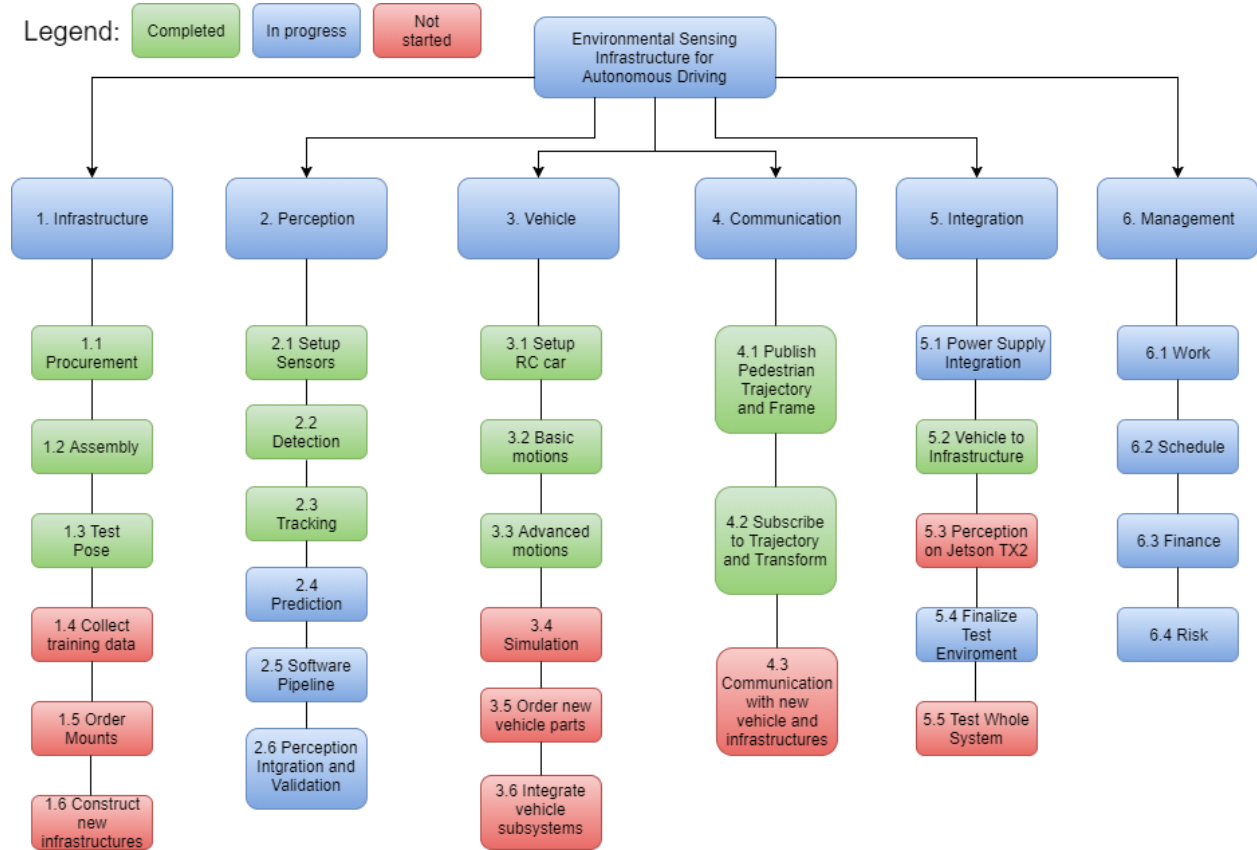 Legend:
Completed
In progress
Not
started
Environmental Sensing
Infrastructure for
Autonomous Driving
1. Infrastructure
2. Perception
3. Vehicle
4. Communication
5. Integration
6. Management
1.1
Procurement
1.2 Assembly
1.3 Test
Pose
1.4 Collect
training data
1.5 Order
Mounts
1.6 Construct
new
infrastructures
2.1 Setup
Sensors
2.2
Detection
2.3
Tracking
2.4
Prediction
2.5 Software
Pipeline
2.6 Perception
Intgration and
Validation
3.1 Setup
RC car
3.2 Basic
motions
3.3 Advanced
motions
3.4
Simulation
3.5 Order new
vehicle parts
3.6 Integrate
vehicle
subsystems
4.1 Publish
Pedestrian
Trajectory
and Frame
4.2 Subscribe
to Trajectory
and Transform
4.3
Communication
with new
vehicle and
infrastructures
5.1 Power Supply
Integration
5.2 Vehicle to
Infrastructure
5.3 Perception
on Jetson TX2
5.4 Finalize
Test
Enviroment
5.5 Test Whole
System
6.1 Work
6.2 Schedule
6.3 Finance
6.4 Risk